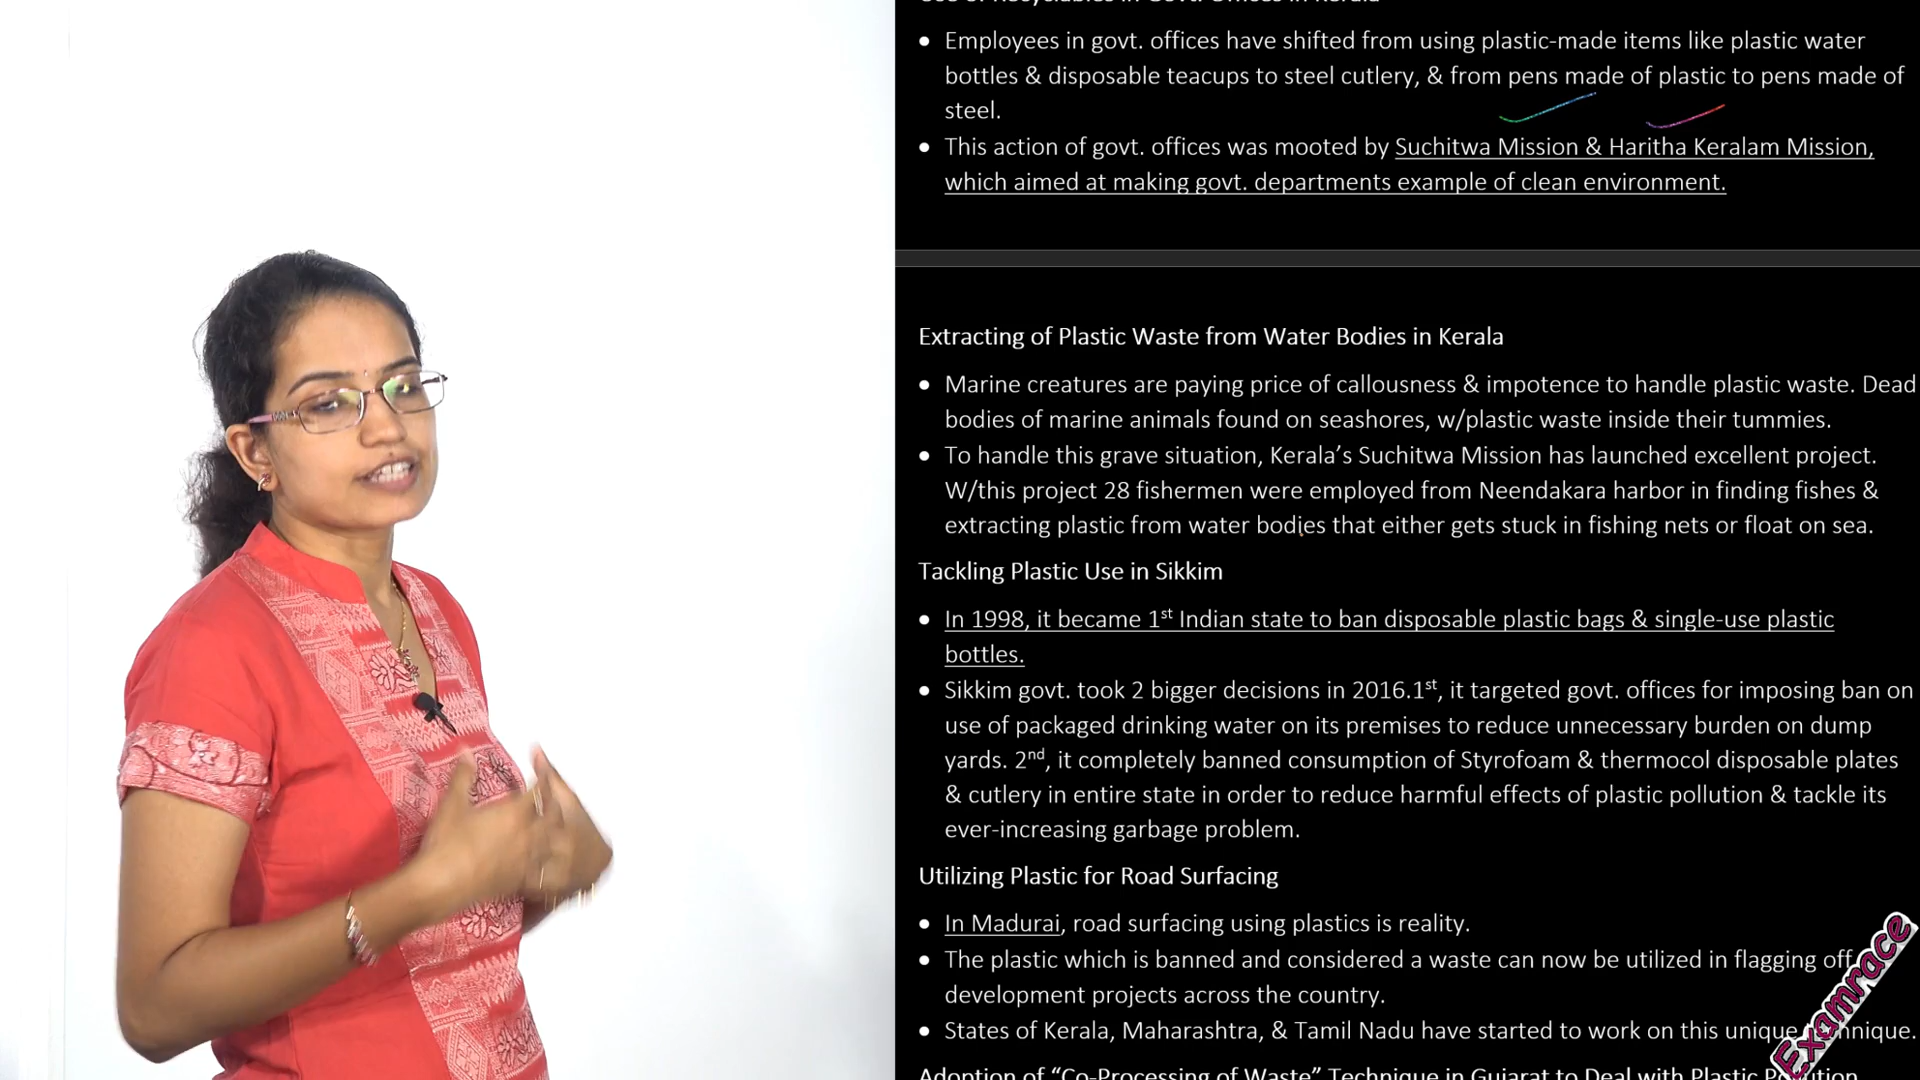 Use of Recyclables in Govt. Offices in Kerala
• Employees in govt. offices have shifted from using plastic-made items like plastic water
bottles & disposable teacups to steel cutlery, & from pens made of plastic to pens made of
steel.
• This action of govt. offices was mooted by Suchitwa Mission & Haritha Keralam Mission,
which aimed at making govt. departments example of clean environment.
Extracting of Plastic Waste from Water Bodies in Kerala
• Marine creatures are paying price of callousness & impotence to handle plastic waste. Dead
bodies of marine animals found on seashores, w/plastic waste inside their tummies.
• To handle this grave situation, Kerala’s Suchitwa Mission has launched excellent project.
W/this project 28 fishermen were employed from Neendakara harbor in finding fishes &
extracting plastic from water bodies that either gets stuck in fishing nets or float on sea.
Tackling Plastic Use in Sikkim
• In 1998, it became 1st Indian state to ban disposable plastic bags & single-use plastic
bottles.
• Sikkim govt. took 2 bigger decisions in 2016.1st, it targeted govt. offices for imposing ban on
use of packaged drinking water on its premises to reduce unnecessary burden on dump
yards. 2nd, it completely banned consumption of Styrofoam & thermocol disposable plates
& cutlery in entire state in order to reduce harmful effects of plastic pollution & tackle its
ever-increasing garbage problem.
Utilizing Plastic for Road Surfacing
• In Madurai, road surfacing using plastics is reality.
• The plastic which is banned and considered a waste can now be utilized in flagging off
development projects across the country.
• States of Kerala, Maharashtra, & Tamil Nadu have started to work on this unique
Adoption of “Co-Processing of Waste” Technique in Gujarat to Deal with Plastic Pollution
Examrace